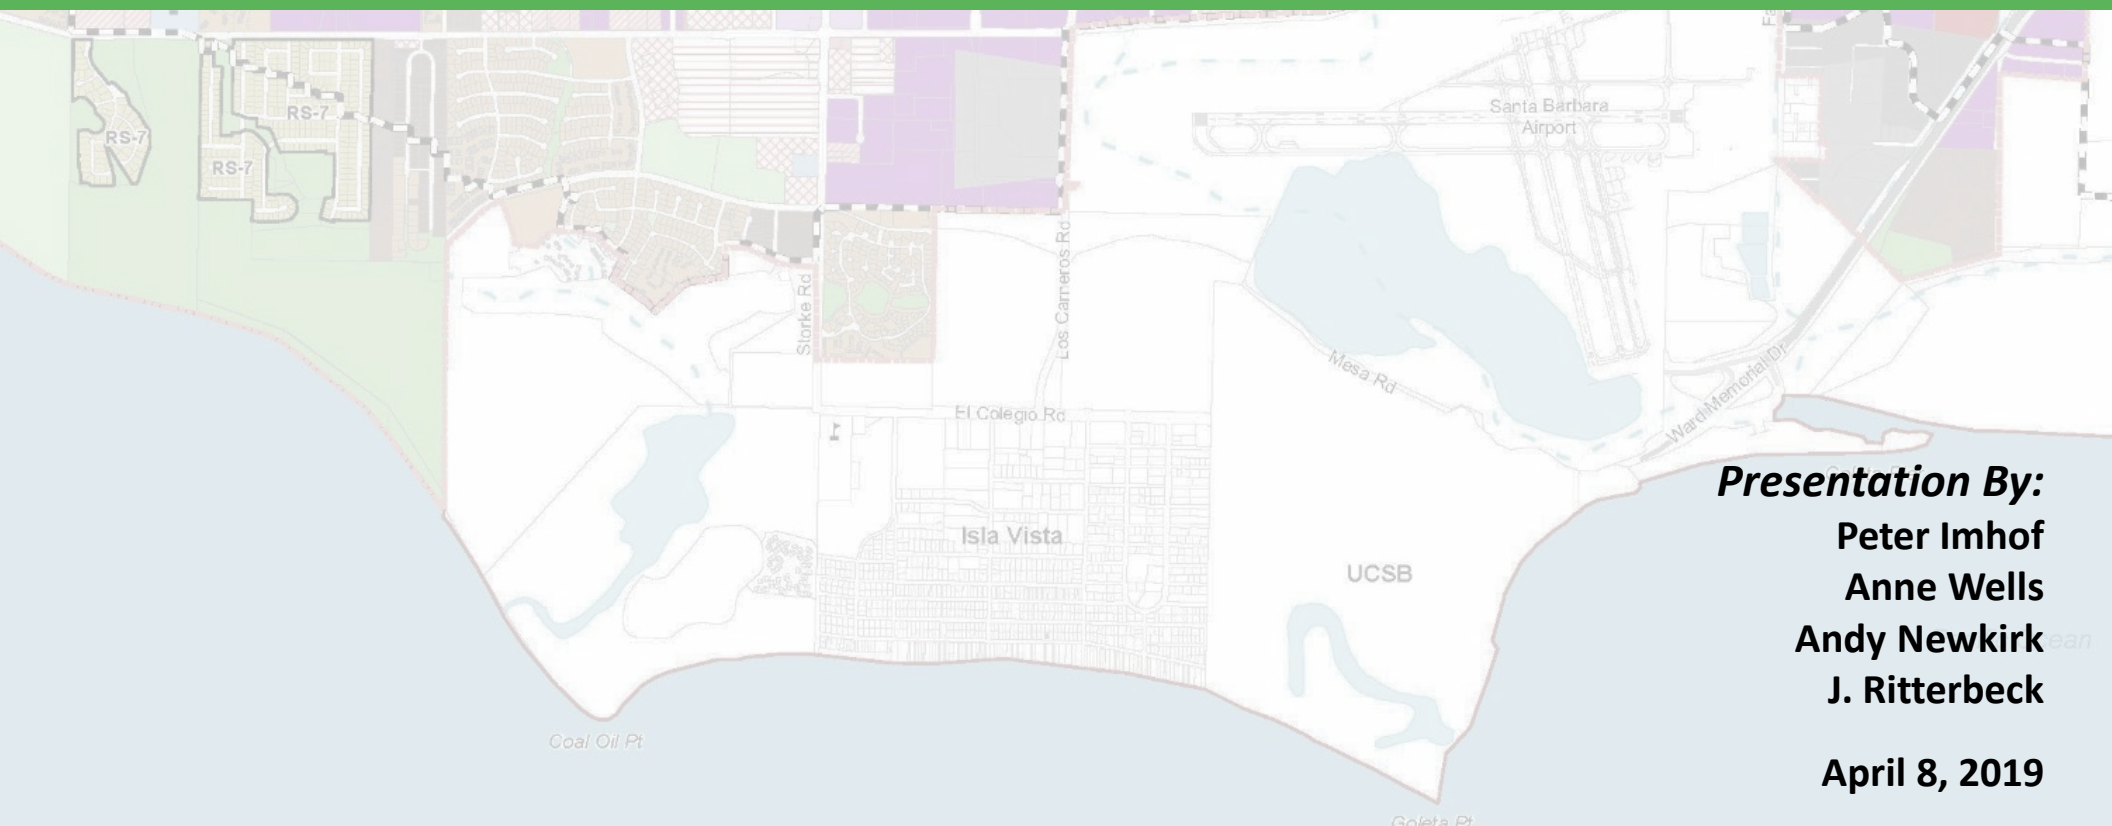 Santa Barbara
Airport
RS-7
RS-7
RS-7
Storke Rd
Los Carneros Rd
Mesa Rd
Ward Memorial Dr
El Colegio Rd
Isla Vista
UCSB
Coal Oil Pt
Goleta Pt
Presentation By:
Peter Imhof
Anne Wells
Andy Newkirk
J. Ritterbeck
April 8, 2019